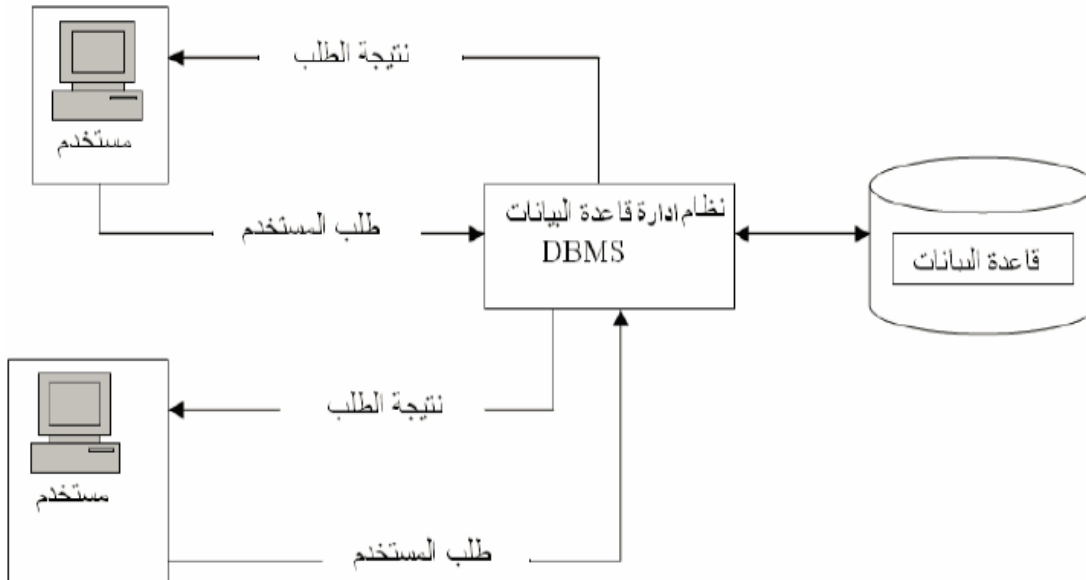 نتيجة الطلب
مستخدم
طلب المستخدم
نظام ادارة قاعدة البيانات
DBMS
قاعدة البيانات
نتيجة الطلب
مستخدم
طلب المستخدم